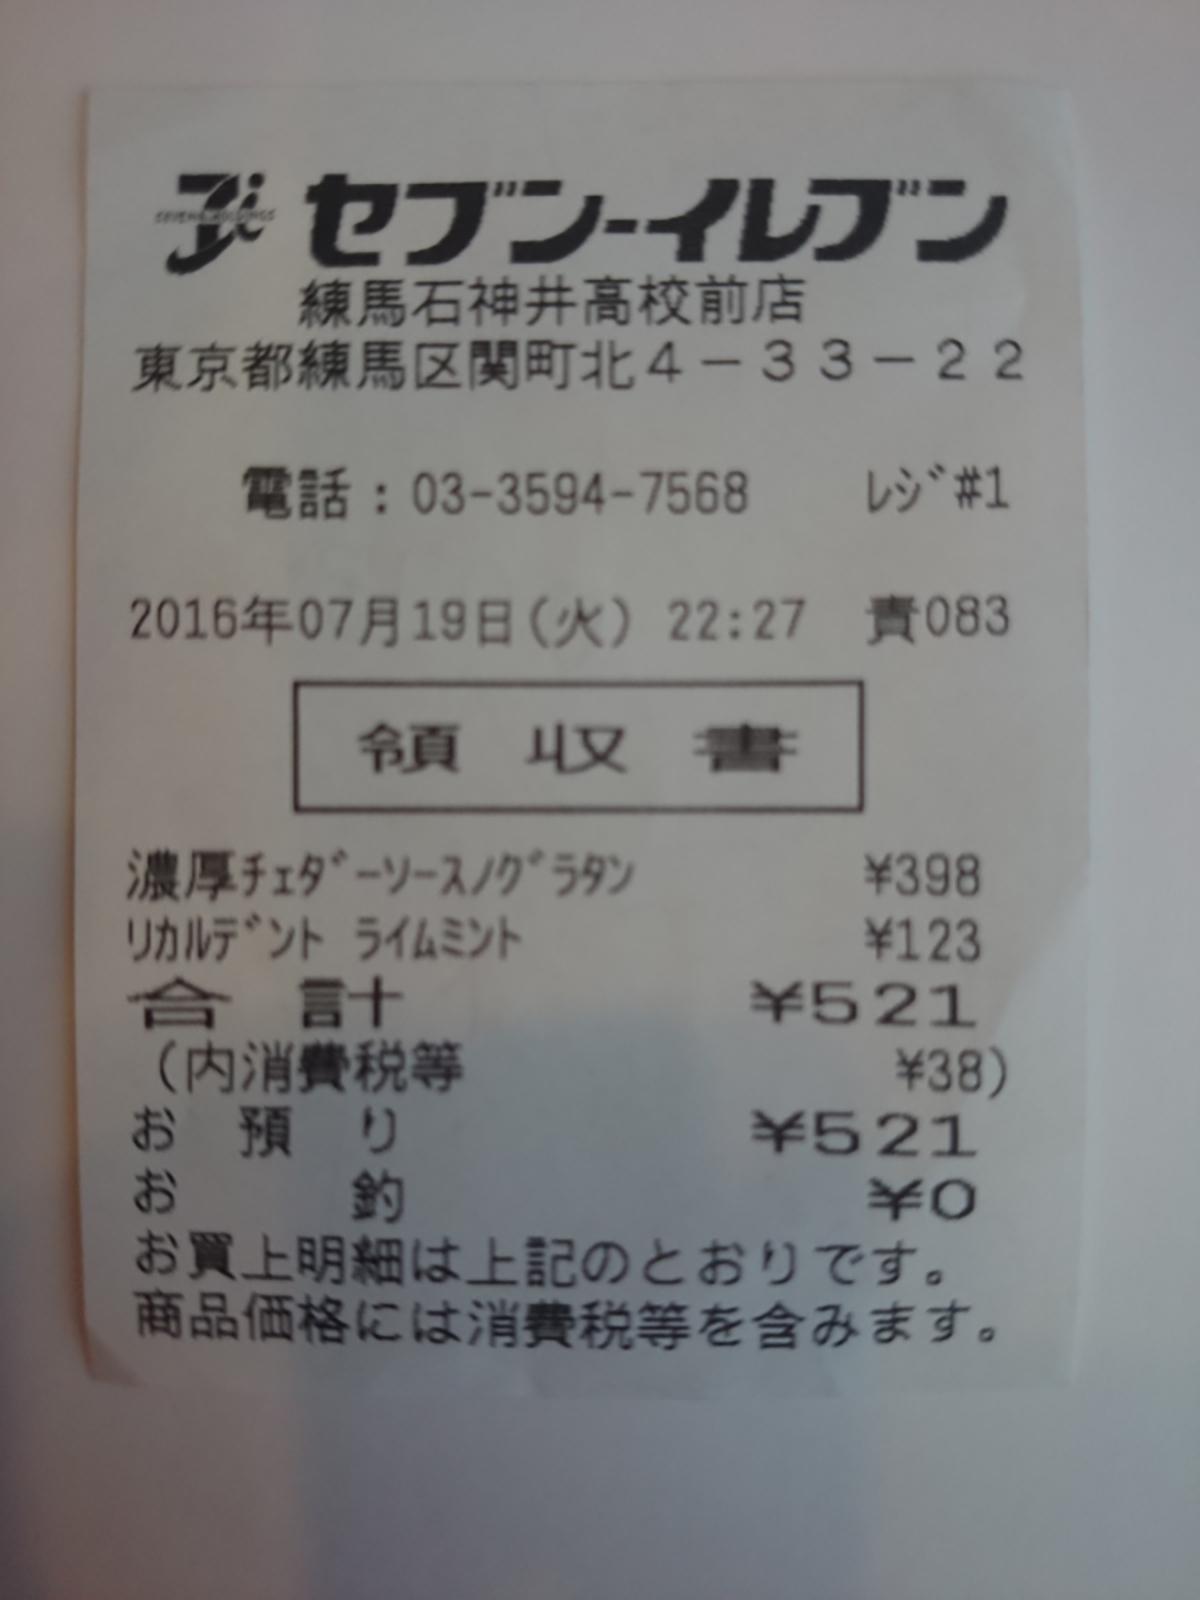 セブン-イレブン
練馬石神井高校前店
東京都練馬区関町北4-33-22
電話:03-3594-7568 レジ#1
2016年07月19日(火) 22:27 責083
領収書
濃厚チェダーソースノグラタン ¥398
リカルデント ライムミント ¥123
合計 ¥521
(内消費税等 ¥38)
お預り ¥521
お釣 ¥0
お買上明細は上記のとおりです。
商品価格には消費税等を含みます。